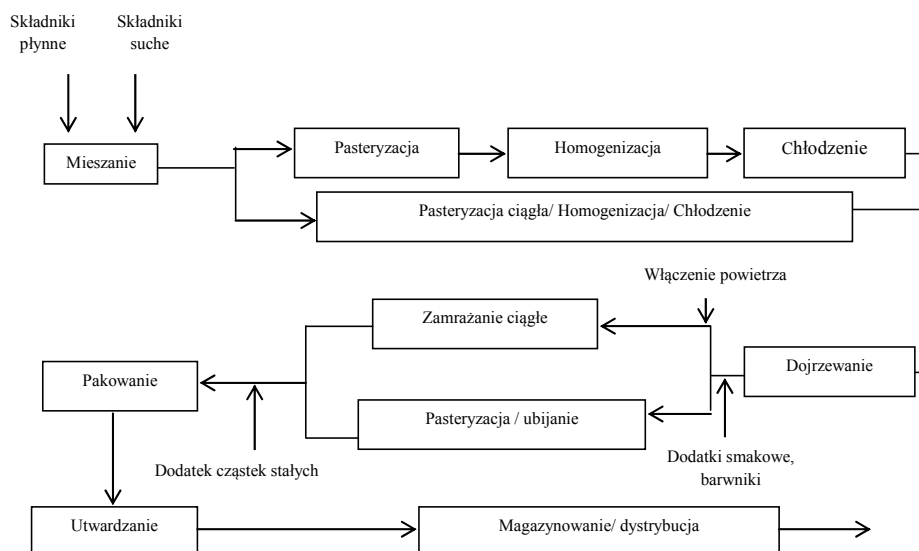 Składniki
płynne
Składniki
suche
Mieszanie
Pasteryzacja
Homogenizacja
Chłodzenie
Pasteryzacja ciągła/ Homogenizacja/ Chłodzenie
Włączenie powietrza
Zamrażanie ciągłe
Dojrzewanie
Pakowanie
Pasteryzacja / ubijanie
Dodatek cząstek stałych
Dodatki smakowe,
barwniki
Utwardzanie
Magazynowanie/ dystrybucja